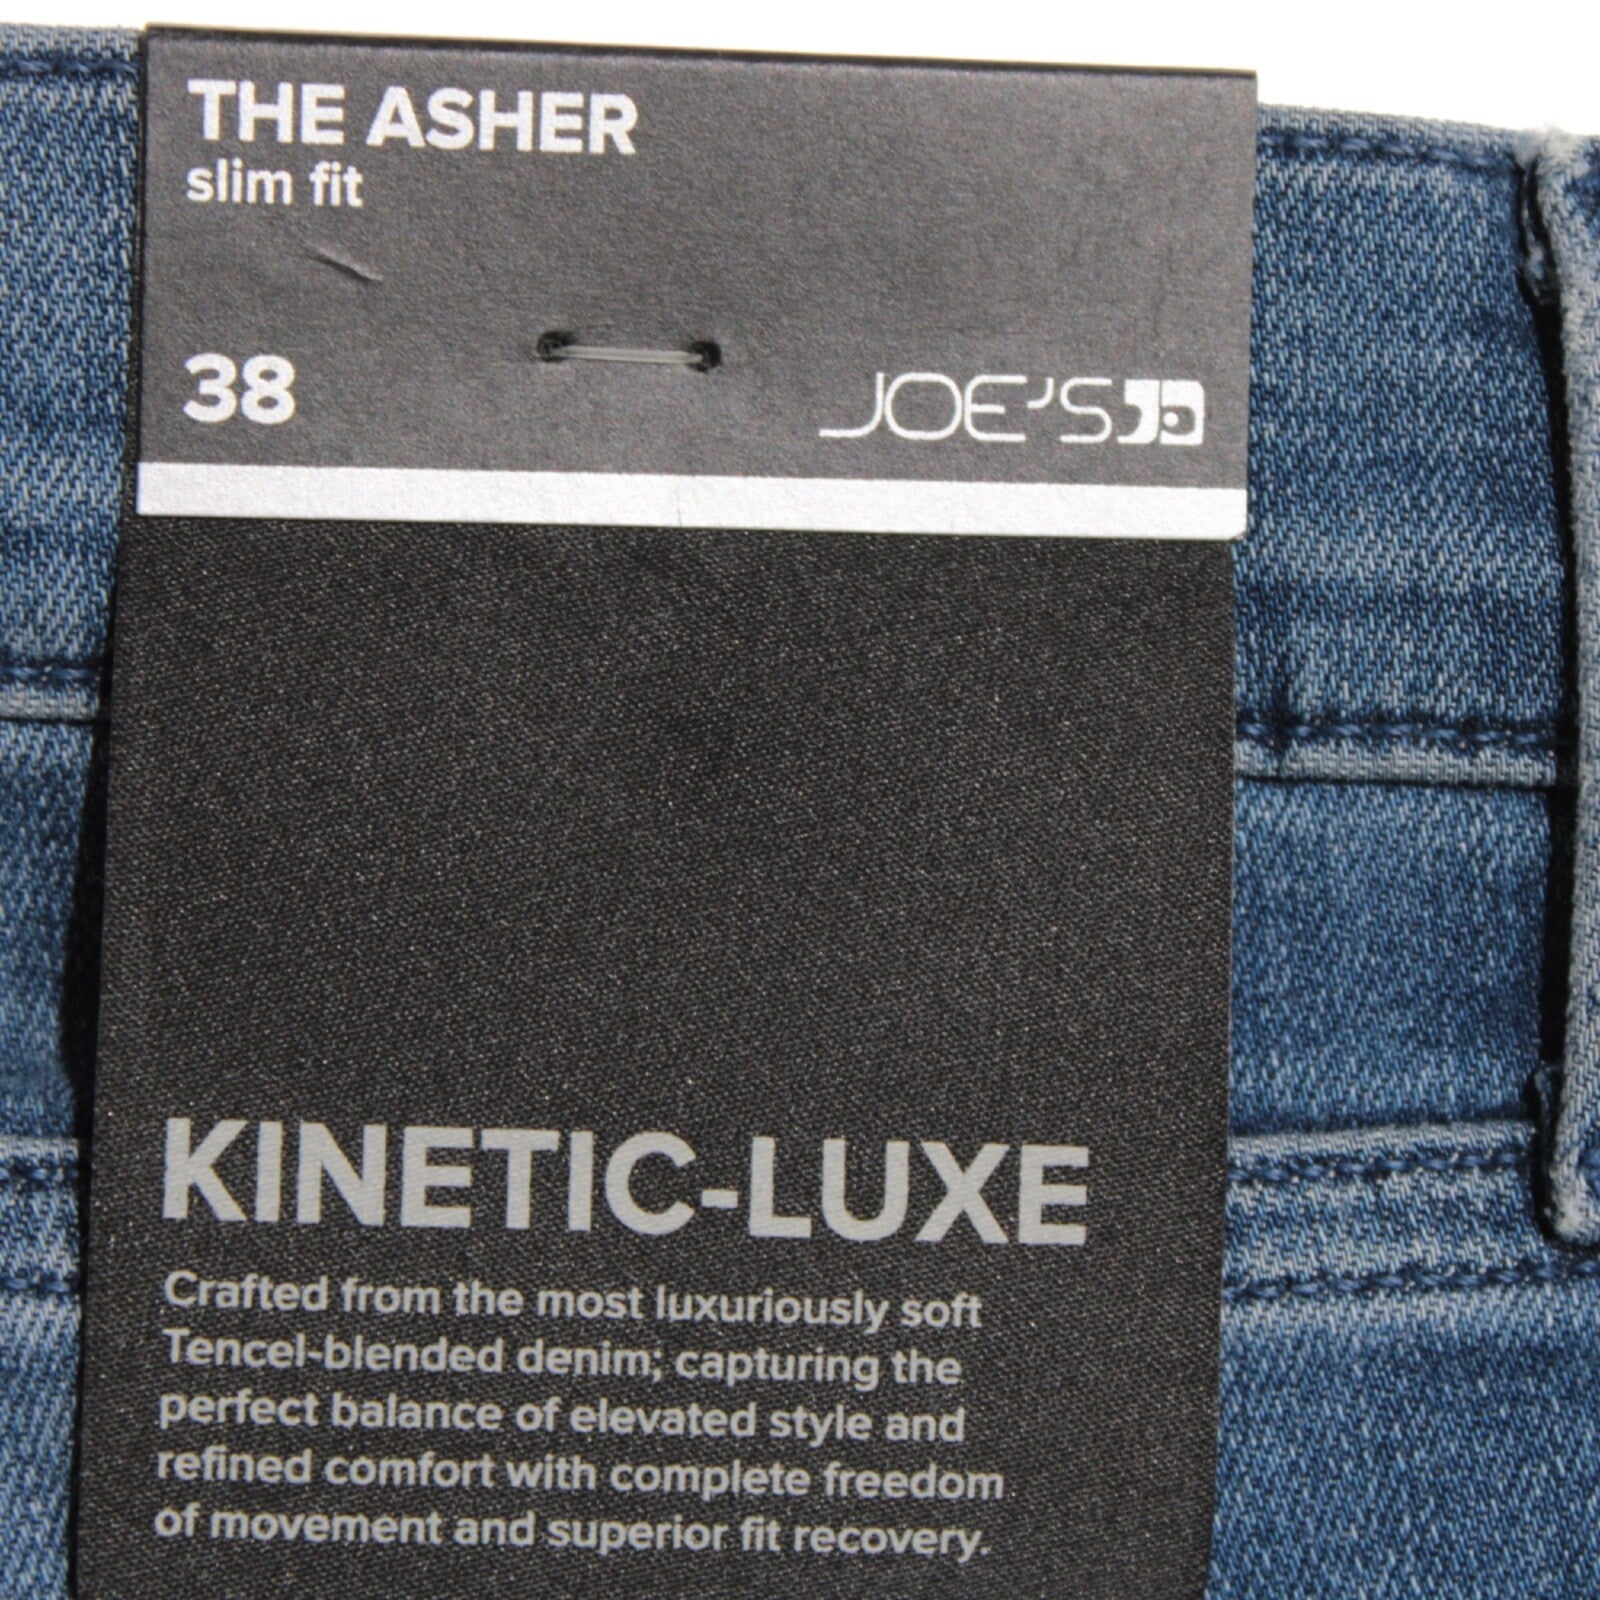 THE ASHER
slim fit
38
JOE'S
KINETIC-LUXE
Crafted from the most luxuriously soft
Tencel-blended denim; capturing the
perfect balance of elevated style and
refined comfort with complete freedom
of movement and superior fit recovery.